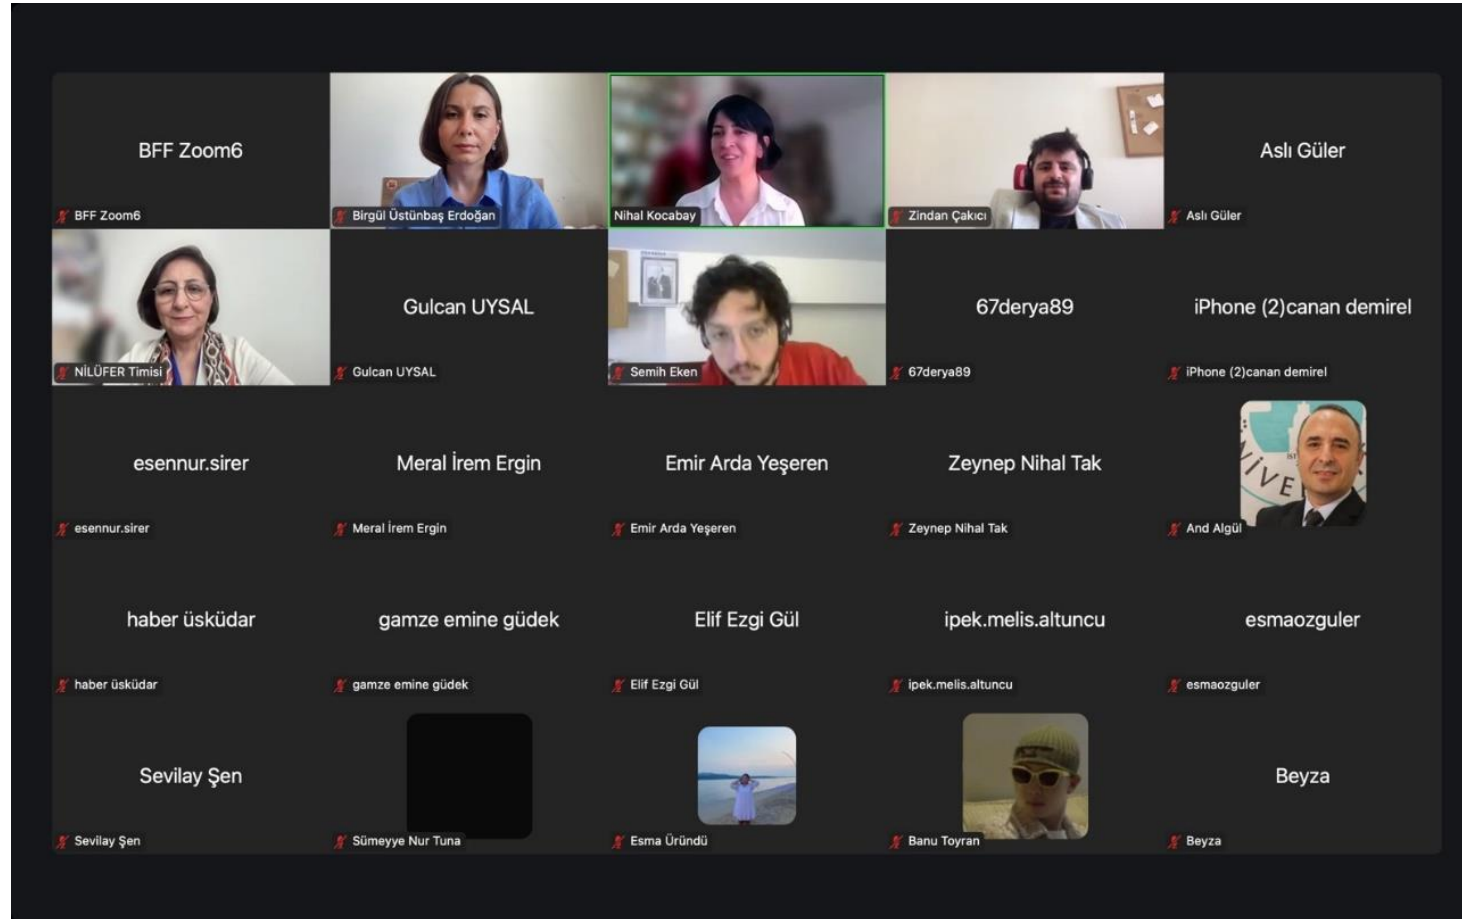 BFF Zoom6
BFF Zoom6
Birgül Üstünbaş Erdoğan
Nihal Kocabay
Zindan Çakıcı
Aslı Güler
Aslı Güler
NİLÜFER Timisi
Gulcan UYSAL
Gulcan UYSAL
Semih Eken
67derya89
67derya89
iPhone (2)canan demirel
iPhone (2)canan demirel
esennur.sirer
esennur.sirer
Meral İrem Ergin
Meral İrem Ergin
Emir Arda Yeşeren
Emir Arda Yeşeren
Zeynep Nihal Tak
Zeynep Nihal Tak
And Algül
haber üsküdar
haber üsküdar
gamze emine güdek
gamze emine güdek
Elif Ezgi Gül
Elif Ezgi Gül
ipek.melis.altuncu
ipek.melis.altuncu
esmaozguler
esmaozguler
Sevilay Şen
Sevilay Şen
Sümeyye Nur Tuna
Esma Üründü
Banu Toyran
Beyza
Beyza